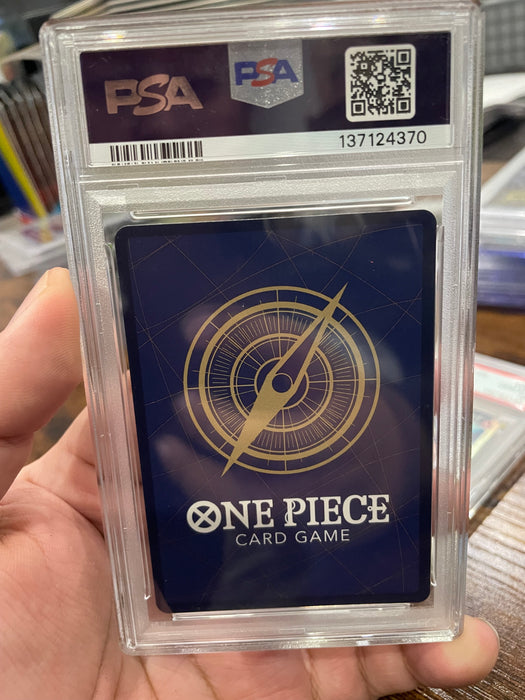 PSA
PSA
137124370
ONE PIECE
CARD GAME